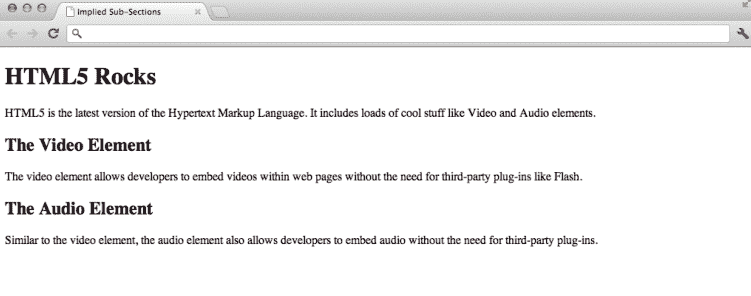 Implied Sub-Sections
HTML5 Rocks
HTML5 is the latest version of the Hypertext Markup Language. It includes loads of cool stuff like Video and Audio elements.
The Video Element
The video element allows developers to embed videos within web pages without the need for third-party plug-ins like Flash.
The Audio Element
Similar to the video element, the audio element also allows developers to embed audio without the need for third-party plug-ins.